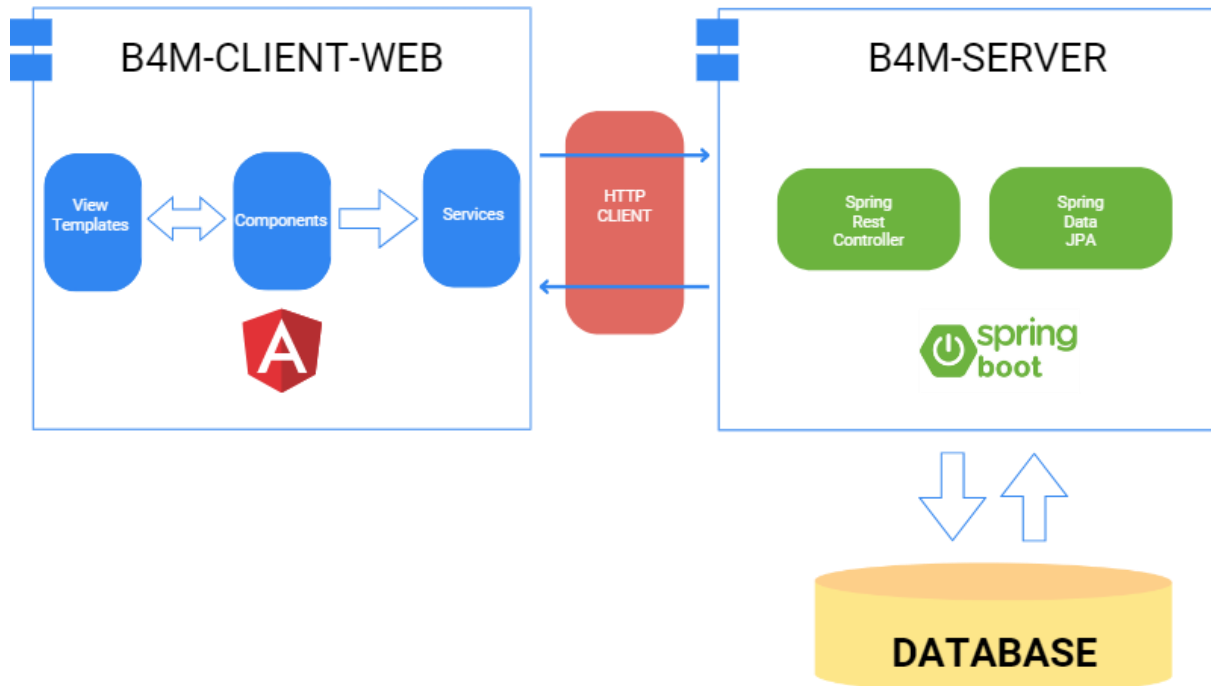 B4M-CLIENT-WEB
View
Templates
Components
Services
HTTP
CLIENT
B4M-SERVER
Spring
Rest
Controller
Spring
Data
JPA
spring
boot
DATABASE